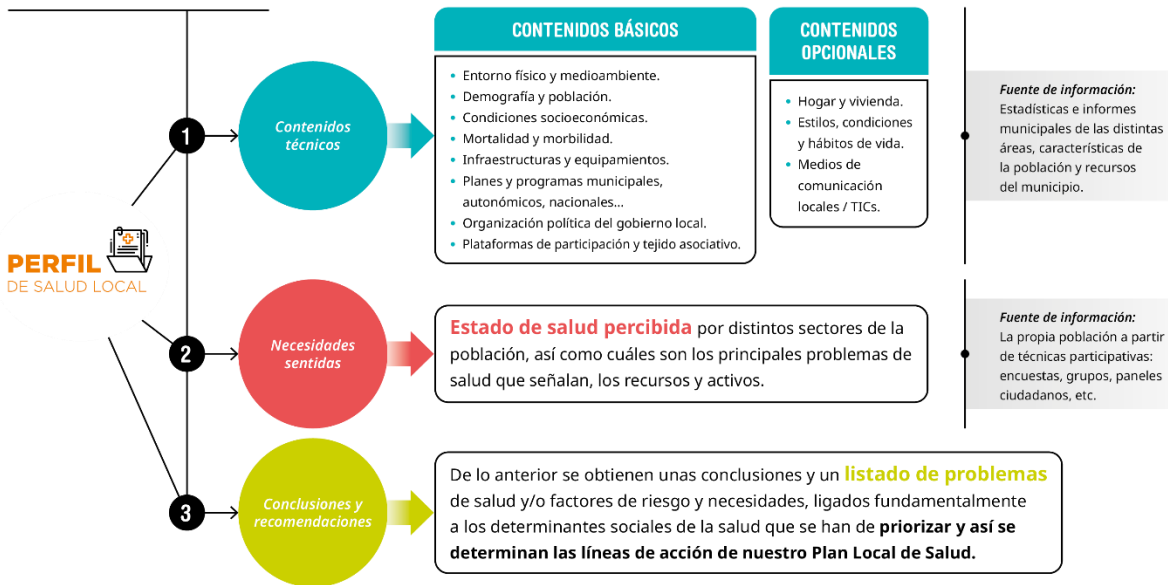 PERFIL
DE SALUD LOCAL
1
Contenidos
técnicos
CONTENIDOS BÁSICOS
• Entorno físico y medioambiente.
• Demografía y población.
• Condiciones socioeconómicas.
• Mortalidad y morbilidad.
• Infraestructuras y equipamientos.
• Planes y programas municipales,
autonómicos, nacionales...
• Organización política del gobierno local.
• Plataformas de participación y tejido asociativo.
CONTENIDOS
OPCIONALES
• Hogar y vivienda.
• Estilos, condiciones
y hábitos de vida.
• Medios de
comunicación
locales / TICs.
Fuente de información:
Estadísticas e informes
municipales de las distintas
áreas, características de
la población y recursos
del municipio.
2
Necesidades
sentidas
Estado de salud percibida por distintos sectores de la
población, así como cuáles son los principales problemas de
salud que señalan, los recursos y activos.
Fuente de información:
La propia población a partir
de técnicas participativas:
encuestas, grupos, paneles
ciudadanos, etc.
3
Conclusiones y
recomendaciones
De lo anterior se obtienen unas conclusiones y un listado de problemas
de salud y/o factores de riesgo y necesidades, ligados fundamentalmente
a los determinantes sociales de la salud que se han de priorizar y así se
determinan las líneas de acción de nuestro Plan Local de Salud.